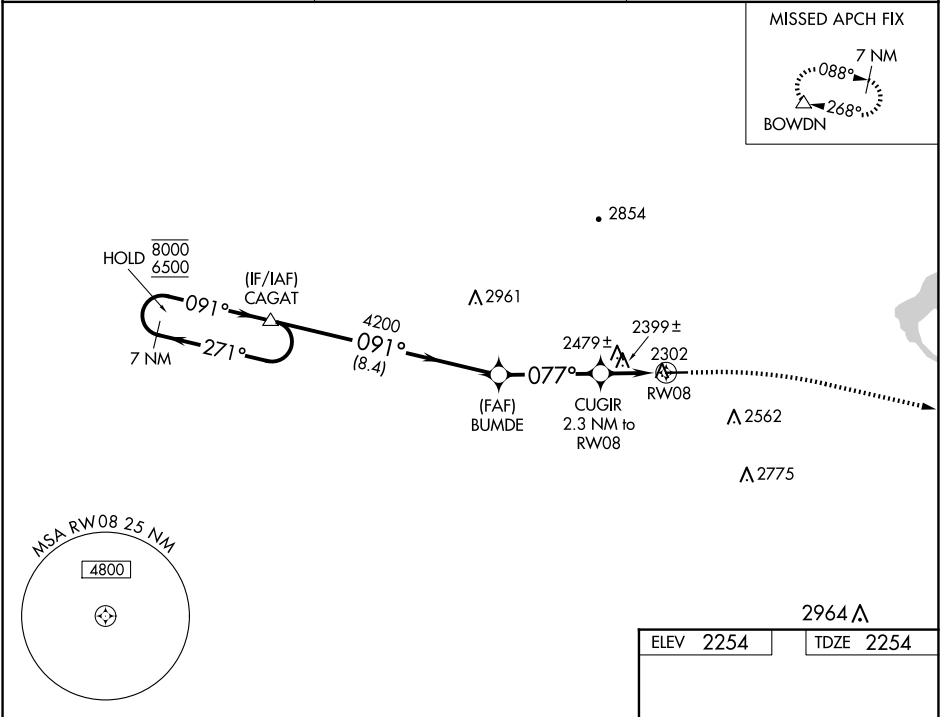 MISSED APCH FIX
7 NM
088°
268°
BOWDN
2854
HOLD 8000
6500
(IF/IAF)
CAGAT
091°
271°
7 NM
4200
091°
(8.4)
2961
2479±
2399±
2302
077°
RW08
(FAF)
BUMDE
CUGIR
2.3 NM to
RW08
2562
2775
MSA RW08 25 NM
4800
2964
ELEV 2254
TDZE 2254